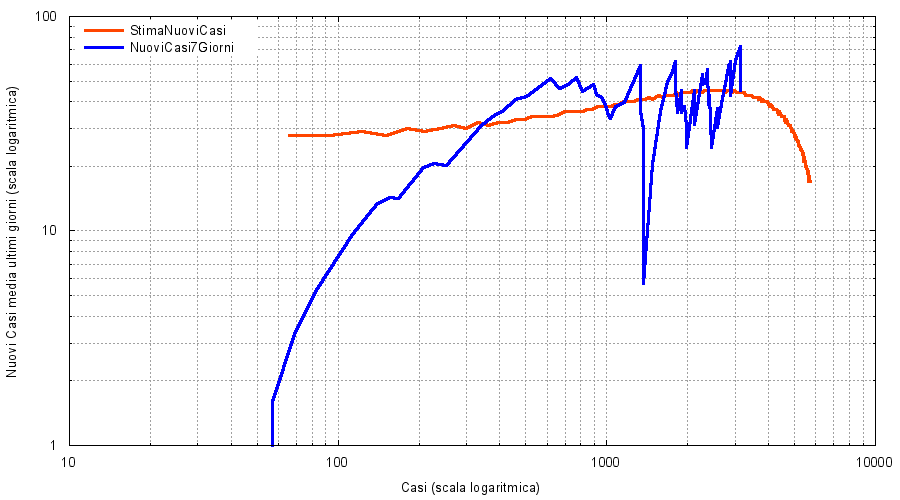 100
StimaNuoviCasi
NuoviCasi7Giorni
10
1
Nuovi Casi media ultimi giorni (scala logaritmica)
10
100
1000
10000
Casi (scala logaritmica)